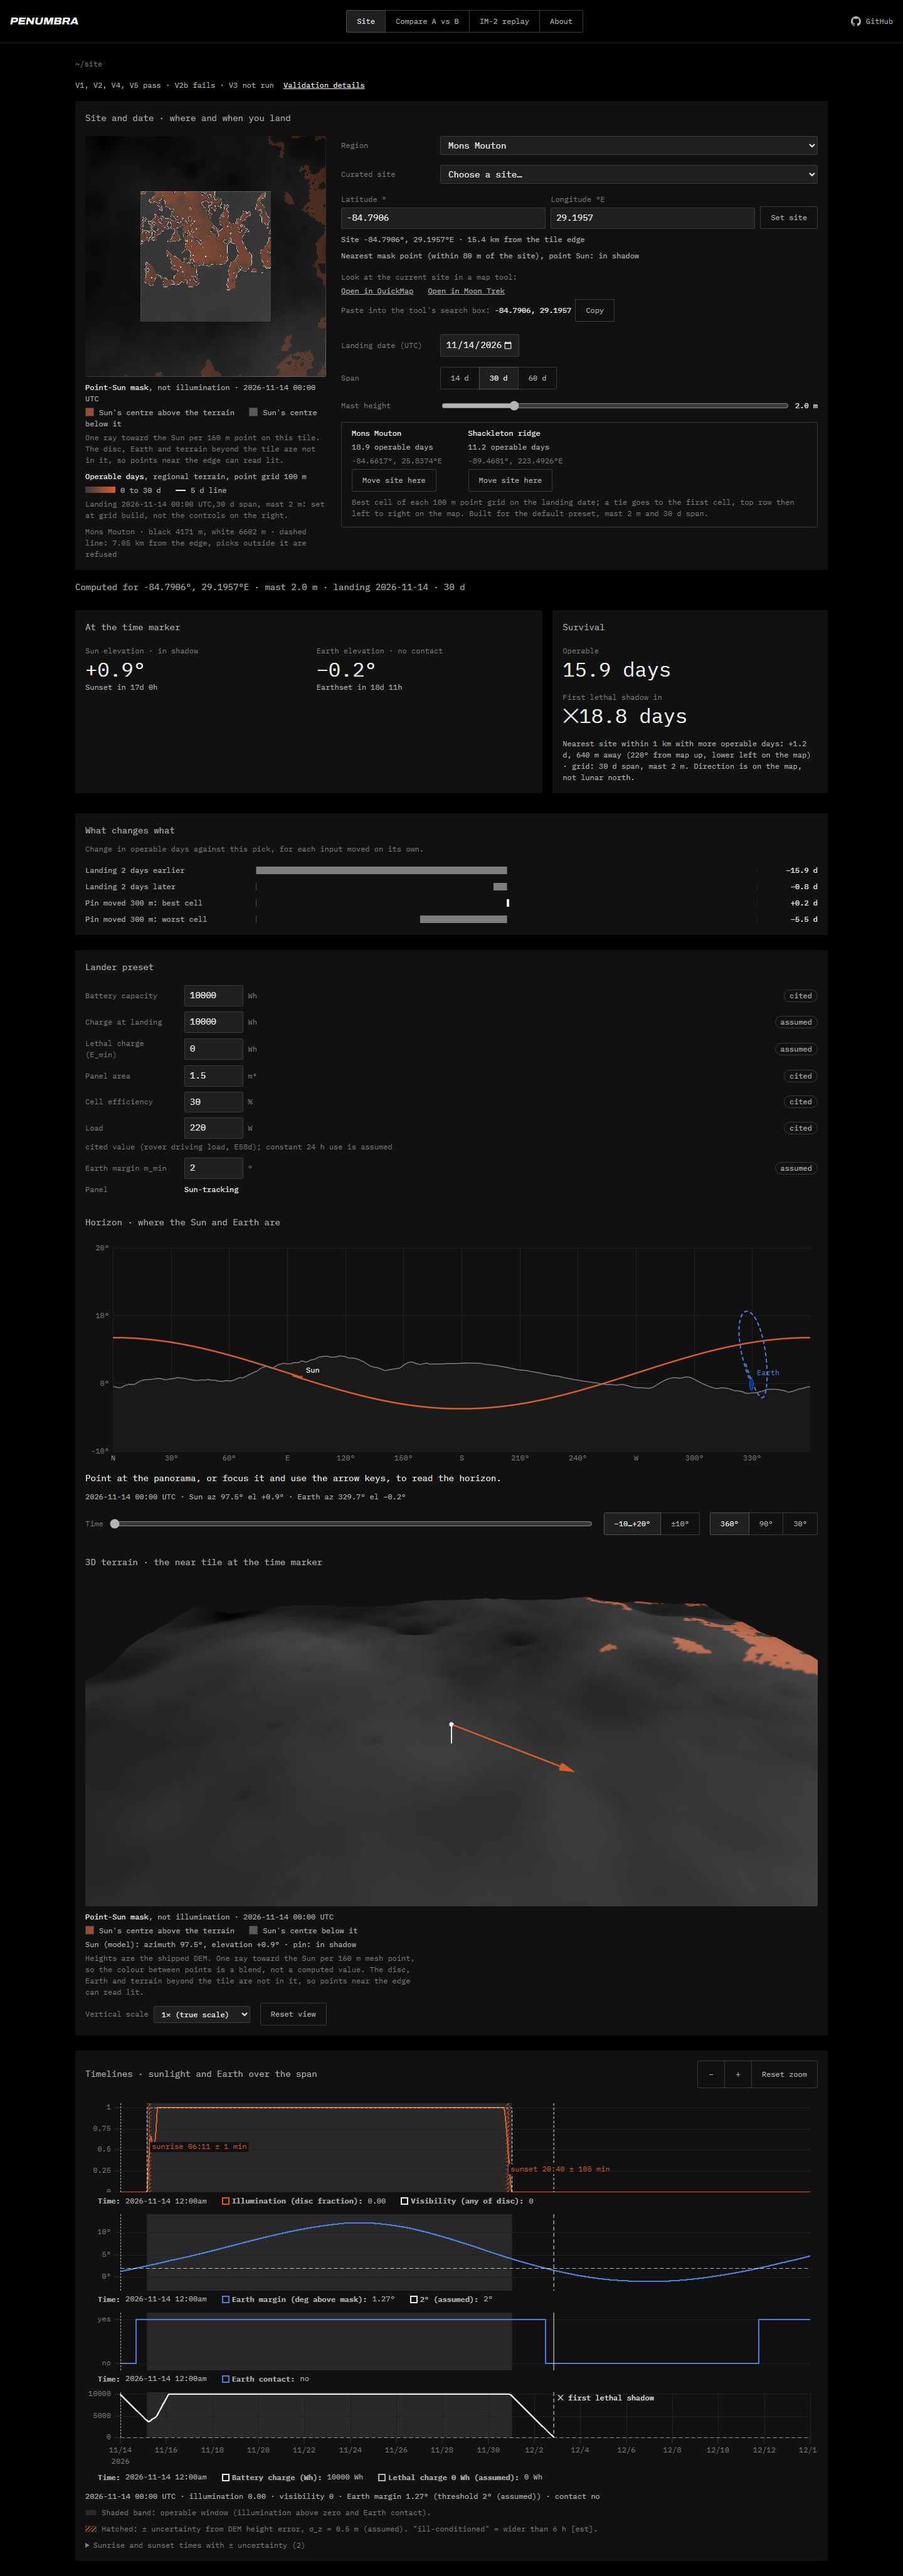 PENUMBRA
Site
Compare A vs B
IM-2 replay
About
GitHub
~/site
V1, V2, V4, V5 pass · V2b fails · V3 not run Validation details
Site and date · where and when you land
Point-Sun mask, not illumination · 2026-11-14 00:00
UTC
Sun's centre above the terrain Sun's centre
below it
One ray toward the Sun per 160 m point on this tile.
The disc, Earth and terrain beyond the tile are not
in it, so points near the edge can read lit.
Operable days, regional terrain, point grid 100 m
0 to 30 d 5 d line
Landing 2026-11-14 00:00 UTC,30 d span, mast 2 m: set
at grid build, not the controls on the right.
Mons Mouton · black 4171 m, white 6602 m · dashed
line: 7.05 km from the edge, picks outside it are
refused
Region Mons Mouton
Curated site Choose a site…
Latitude ° Longitude °E
-84.7906 29.1957 Set site
Site -84.7906°, 29.1957°E · 15.4 km from the tile edge
Nearest mask point (within 80 m of the site), point Sun: in shadow
Look at the current site in a map tool:
Open in QuickMap Open in Moon Trek
Paste into the tool's search box: -84.7906, 29.1957 Copy
Landing date (UTC) 11/14/2026
Span 14 d 30 d 60 d
Mast height 2.0 m
Mons Mouton
18.9 operable days
-84.6617°, 25.8374°E
Move site here
Shackleton ridge
11.2 operable days
-89.4681°, 223.4926°E
Move site here
Best cell of each 100 m point grid on the landing date; a tie goes to the first cell, top row then
left to right on the map. Built for the default preset, mast 2 m and 30 d span.
Computed for -84.7906°, 29.1957°E · mast 2.0 m · landing 2026-11-14 · 30 d
At the time marker
Sun elevation · in shadow
+0.9°
Sunset in 17d 0h
Earth elevation · no contact
−0.2°
Earthset in 18d 11h
Survival
Operable
15.9 days
First lethal shadow in
18.8 days
Nearest site within 1 km with more operable days: +1.2
d, 640 m away (220° from map up, lower left on the map)
· grid: 30 d span, mast 2 m. Direction is on the map,
not lunar north.
What changes what
Change in operable days against this pick, for each input moved on its own.
Landing 2 days earlier −15.9 d
Landing 2 days later −0.8 d
Pin moved 300 m: best cell +0.2 d
Pin moved 300 m: worst cell −5.5 d
Lander preset
Battery capacity 10000 Wh cited
Charge at landing 10000 Wh assumed
Lethal charge
(E_min) 0 Wh assumed
Panel area 1.5 m² cited
Cell efficiency 30 % cited
Load 220 W cited
cited value (rover driving load, E58d); constant 24 h use is assumed
Earth margin m_min 2 ° assumed
Panel Sun-tracking
Horizon · where the Sun and Earth are
20°
10°
0°
-10°
Sun
Earth
N 30° 60° E 120° 150° S 210° 240° W 300° 330°
Point at the panorama, or focus it and use the arrow keys, to read the horizon.
2026-11-14 00:00 UTC · Sun az 97.5° el +0.9° · Earth az 329.7° el −0.2°
Time −10…+20° ±10° 360° 90° 30°
3D terrain · the near tile at the time marker
Point-Sun mask, not illumination · 2026-11-14 00:00 UTC
Sun's centre above the terrain Sun's centre below it
Sun (model): azimuth 97.5°, elevation +0.9° · pin: in shadow
Heights are the shipped DEM. One ray toward the Sun per 160 m mesh point,
so the colour between points is a blend, not a computed value. The disc,
Earth and terrain beyond the tile are not in it, so points near the edge
can read lit.
Vertical scale 1× (true scale) Reset view
Timelines · sunlight and Earth over the span
− + Reset zoom
1
0.75
0.5
0.25
0
sunrise 06:11 ± 1 min
sunset 20:40 ± 105 min
Time: 2026-11-14 12:00am Illumination (disc fraction): 0.00 Visibility (any of disc): 0
10°
5°
0°
Time: 2026-11-14 12:00am Earth margin (deg above mask): 1.27° 2° (assumed): 2°
yes
no
Time: 2026-11-14 12:00am Earth contact: no
10000
5000
0
first lethal shadow
11/14 11/16 11/18 11/20 11/22 11/24 11/26 11/28 11/30 12/2 12/4 12/6 12/8 12/10 12/12 12/1
2026
Time: 2026-11-14 12:00am Battery charge (Wh): 10000 Wh Lethal charge 0 Wh (assumed): 0 Wh
2026-11-14 00:00 UTC · illumination 0.00 · visibility 0 · Earth margin 1.27° (threshold 2° (assumed)) · contact no
Shaded band: operable window (illumination above zero and Earth contact).
Hatched: ± uncertainty from DEM height error, σ_z = 0.5 m (assumed). "ill-conditioned" = wider than 6 h [est].
Sunrise and sunset times with ± uncertainty (2)